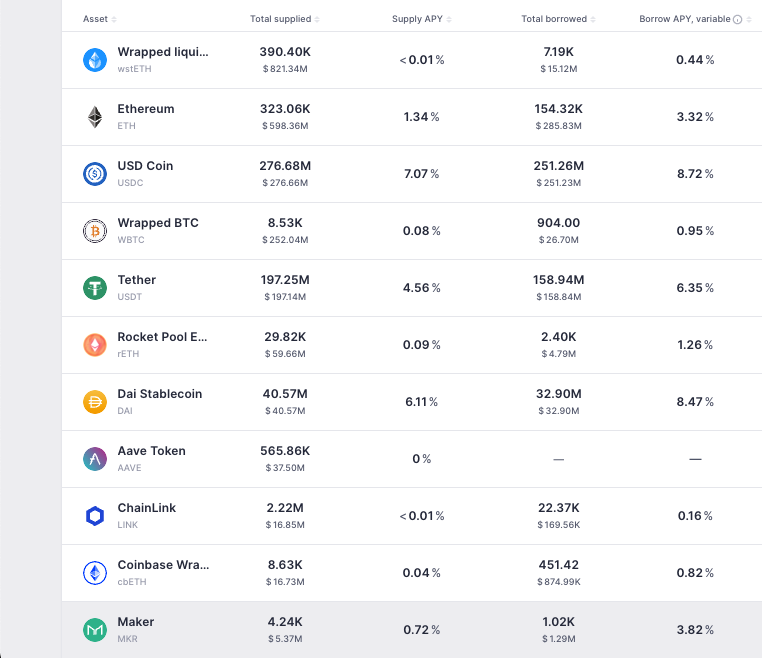 Asset Total supplied Supply APY Total borrowed Borrow APY, variable
Wrapped liqui... 390.40K <0.01% 7.19K 0.44%
wstETH $821.34M $15.12M
Ethereum 323.06K 1.34% 154.32K 3.32%
ETH $598.36M $285.83M
USD Coin 276.68M 7.07% 251.26M 8.72%
USDC $276.66M $251.23M
Wrapped BTC 8.53K 0.08% 904.00 0.95%
WBTC $252.04M $26.70M
Tether 197.25M 4.56% 158.94M 6.35%
USDT $197.14M $158.84M
Rocket Pool E... 29.82K 0.09% 2.40K 1.26%
rETH $59.66M $4.79M
Dai Stablecoin 40.57M 6.11% 32.90M 8.47%
DAI $40.57M $32.90M
Aave Token 565.86K 0% — —
AAVE $37.50M
ChainLink 2.22M <0.01% 22.37K 0.16%
LINK $16.85M $169.56K
Coinbase Wra... 8.63K 0.04% 451.42 0.82%
cbETH $16.73M $874.99K
Maker 4.24K 0.72% 1.02K 3.82%
MKR $5.37M $1.29M